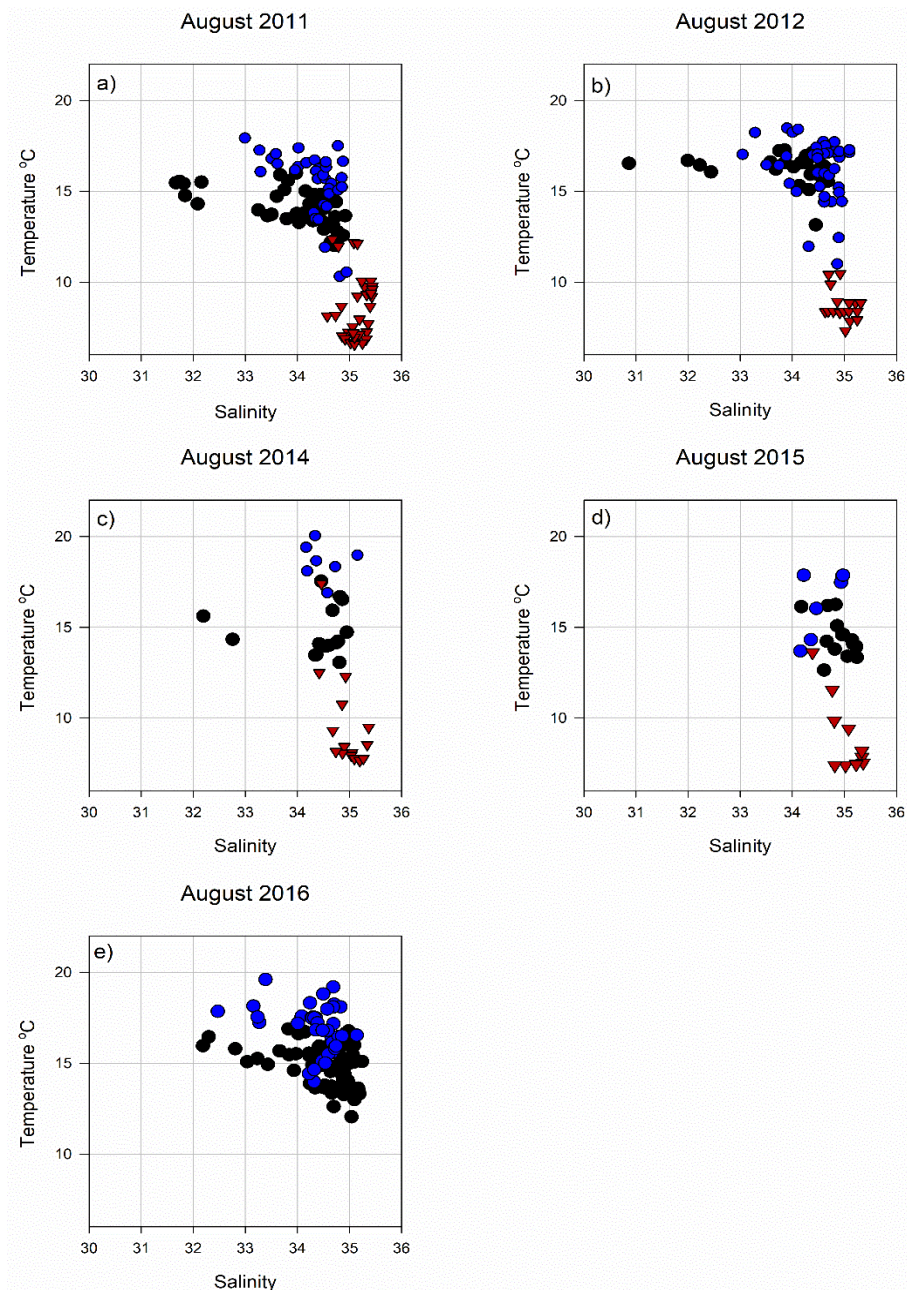 August 2011
August 2012
a)
b)
20
15
10
Temperature °C
30 31 32 33 34 35 36
Salinity
20
15
10
Temperature °C
30 31 32 33 34 35 36
Salinity
August 2014
August 2015
c)
d)
20
15
10
Temperature °C
30 31 32 33 34 35 36
Salinity
20
15
10
Temperature °C
30 31 32 33 34 35 36
Salinity
August 2016
e)
20
15
10
Temperature °C
30 31 32 33 34 35 36
Salinity